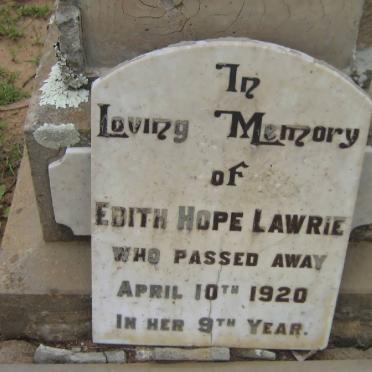 In
Loving Memory
of
Edith Hope Lawrie
who passed away
April 10th 1920
In her 9th Year.